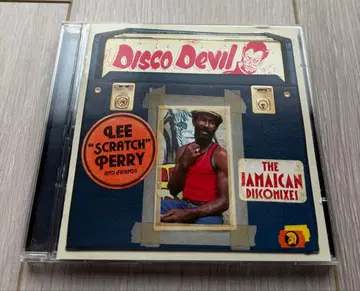 Disco Devil
LEE
"SCRATCH"
PERRY
AND FRIENDS
THE
JAMAICAN
DISCOMIXES